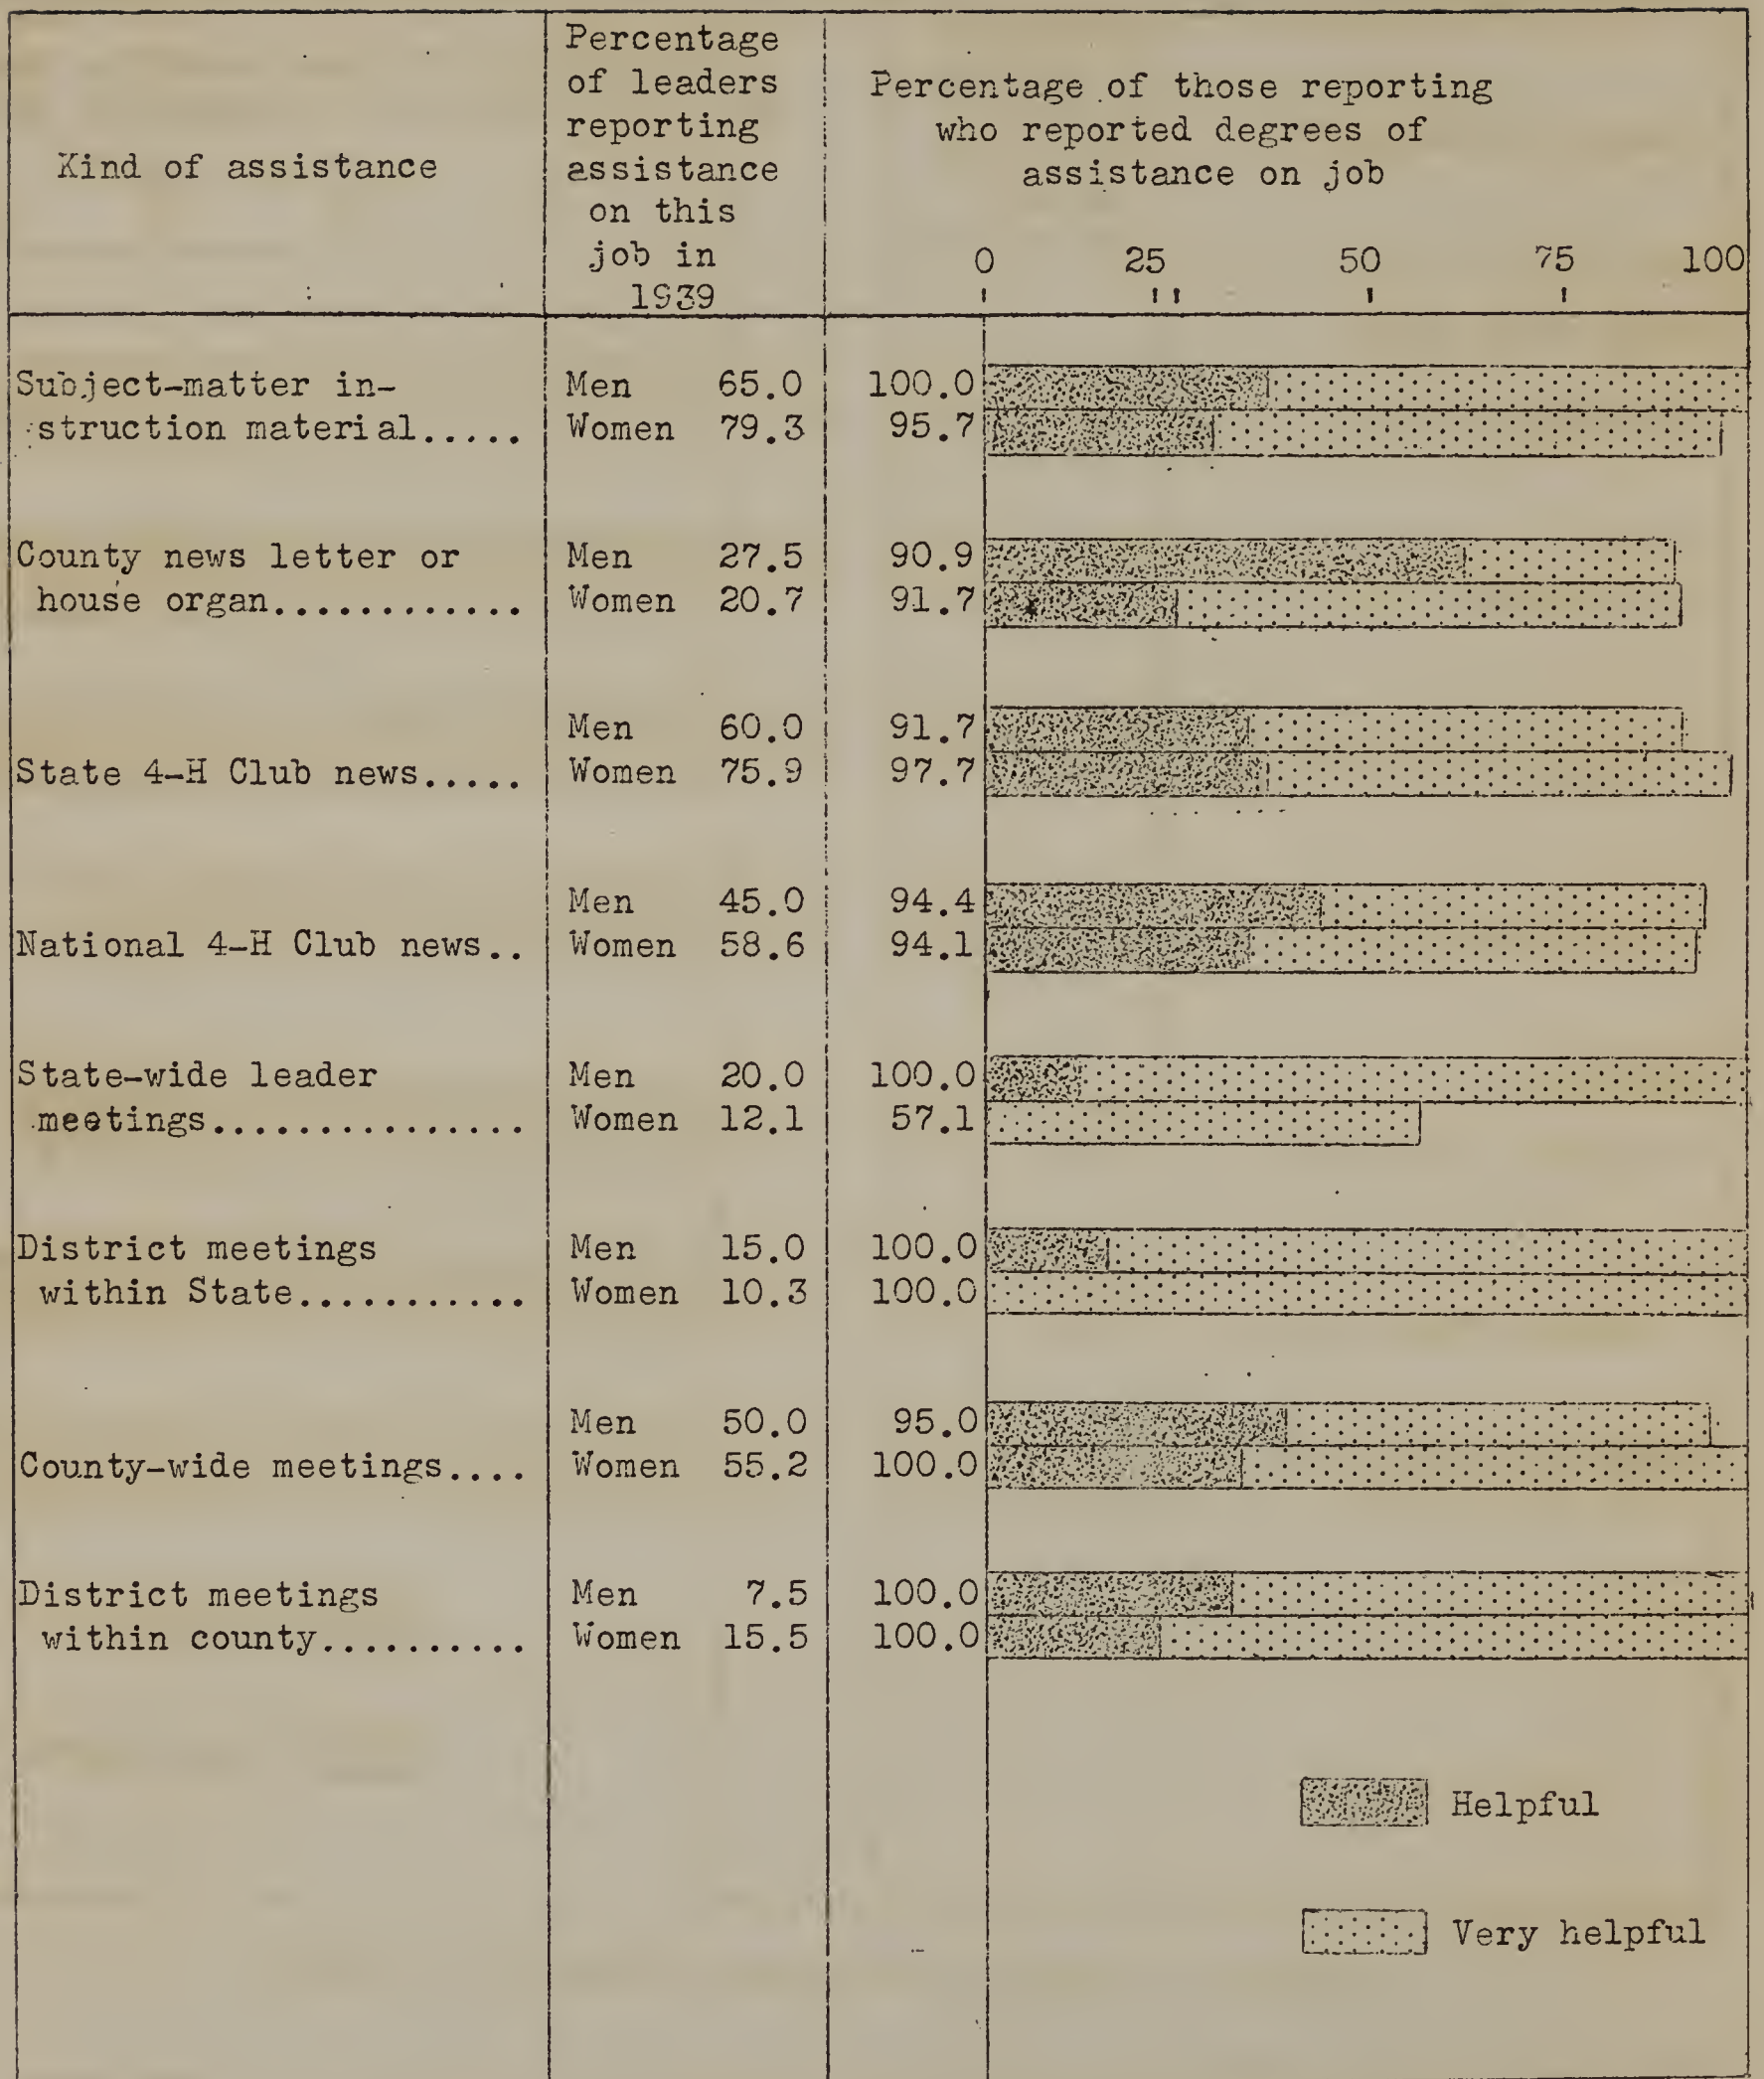 Kind of assistance
Percentage
of leaders
reporting
assistance
on this
job in
1939
Percentage of those reporting
who reported degrees of
assistance on job
0 25 50 75 100
Subject-matter in- Men 65.0 100.0
struction material..... Women 79.3 95.7
County news letter or Men 27.5 90.9
house organ............ Women 20.7 91.7
Men 60.0 91.7
State 4-H Club news..... Women 75.9 97.7
Men 45.0 94.4
National 4-H Club news.. Women 58.6 94.1
State-wide leader Men 20.0 100.0
meetings............... Women 12.1 57.1
District meetings Men 15.0 100.0
within State........... Women 10.3 100.0
Men 50.0 95.0
County-wide meetings.... Women 55.2 100.0
District meetings Men 7.5 100.0
within county.......... Women 15.5 100.0
Helpful
Very helpful